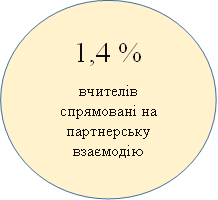 1,4 %
вчителів
спрямовані на
партнерську
взаємодію